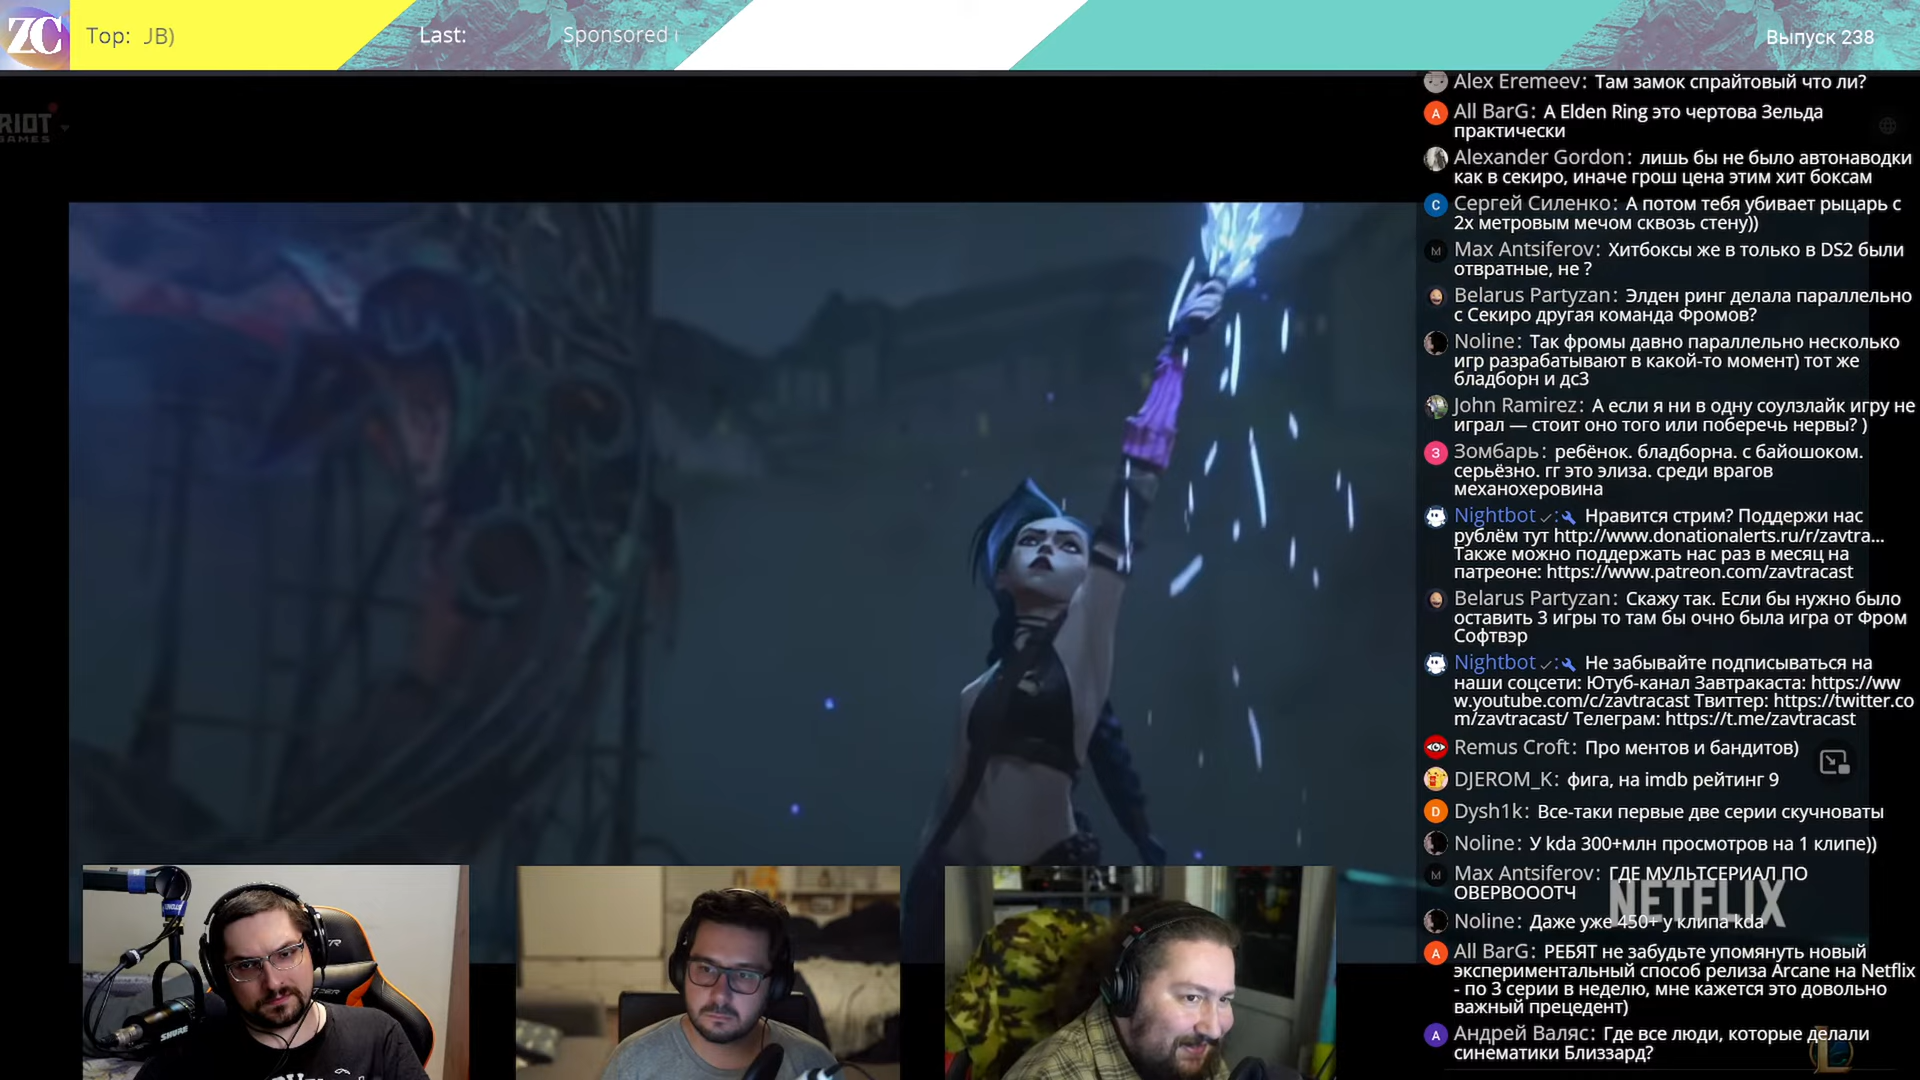 ZC
Top: JB)
Last:
Sponsored
Выпуск 238
RIOT
GAMES
Alex Eremeev: Там замок спрайтовый что ли?
All BarG: А Elden Ring это чертова Зельда
практически
Alexander Gordon: лишь бы не было автонаводки
как в секиро, иначе грош цена этим хит боксам
Сергей Силенко: А потом тебя убивает рыцарь с
2х метровым мечом сквозь стену))
Max Antsiferov: Хитбоксы же в только в DS2 были
отвратные, не ?
Belarus Partyzan: Элден ринг делала параллельно
с Секиро другая команда Фромов?
Noline: Так фромы давно параллельно несколько
игр разрабатывают в какой-то момент) тот же
бладборн и дс3
John Ramirez: А если я ни в одну соулзлайк игру не
играл — стоит оно того или поберечь нервы? )
Зомбарь: ребёнок. бладборна. с байошоком.
серьёзно. гг это элиза. среди врагов
механохеровина
Nightbot: Нравится стрим? Поддержи нас
рублём тут http://www.donationalerts.ru/r/zavtra...
Также можно поддержать нас раз в месяц на
патреоне: https://www.patreon.com/zavtracast
Belarus Partyzan: Скажу так. Если бы нужно было
оставить 3 игры то там бы очно была игра от Фром
Софтвэр
Nightbot: Не забывайте подписываться на
наши соцсети: Ютуб-канал Завтракаста: https://ww
w.youtube.com/c/zavtracast Твиттер: https://twitter.co
m/zavtracast/ Телеграм: https://t.me/zavtracast
Remus Croft: Про ментов и бандитов)
DJEROM_K: фига, на imdb рейтинг 9
Dysh1k: Все-таки первые две серии скучноваты
Noline: У kda 300+млн просмотров на 1 клипе))
Max Antsiferov: ГДЕ МУЛЬТСЕРИАЛ ПО
ОВЕРВОООТЧ
NETFLIX
Noline: Даже уже 450+ у клипа kda
All BarG: РЕБЯТ не забудьте упомянуть новый
экспериментальный способ релиза Arcane на Netflix
- по 3 серии в неделю, мне кажется это довольно
важный прецедент)
Андрей Валяс: Где все люди, которые делали
синематики Близзард?
SHURE